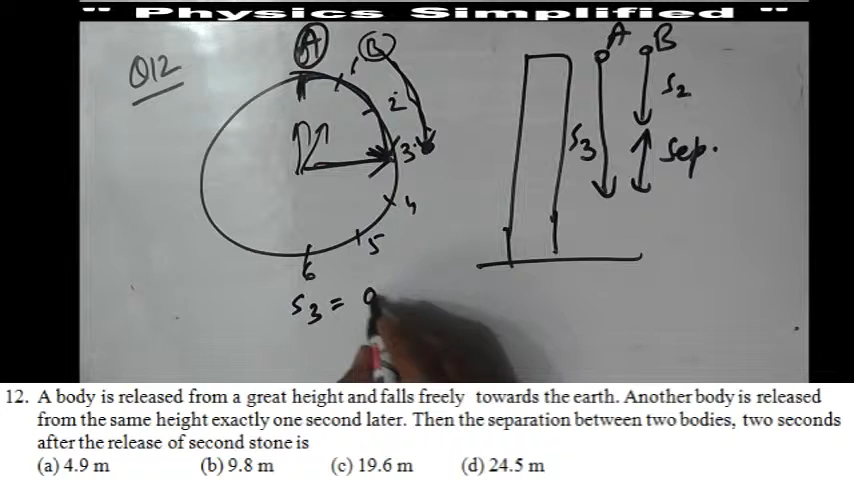 " Physics Simplified "
Q12
A
B
1
2
3
4
5
6
S3 = 0
A
B
S2
S3
Sep.
12. A body is released from a great height and falls freely towards the earth. Another body is released
from the same height exactly one second later. Then the separation between two bodies, two seconds
after the release of second stone is
(a) 4.9 m (b) 9.8 m (c) 19.6 m (d) 24.5 m